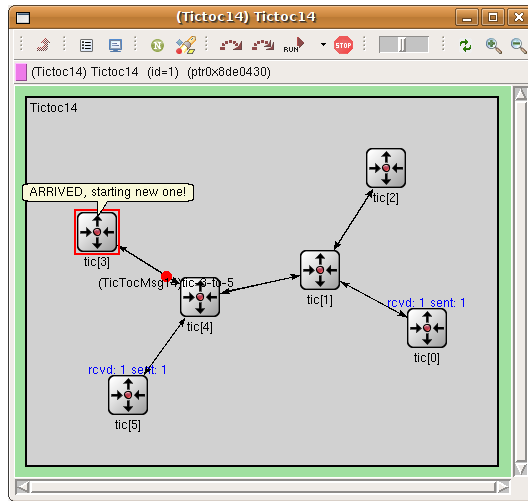 (Tictoc14) Tictoc14
N
RUN
STOP
(Tictoc14) Tictoc14 (id=1) (ptr0x8de0430)
Tictoc14
tic[2]
ARRIVED, starting new one!
tic[3]
(TicTocMsg14)tic-3-to-5
tic[1]
rcvd: 1 sent: 1
tic[4]
tic[0]
rcvd: 1 sent: 1
tic[5]